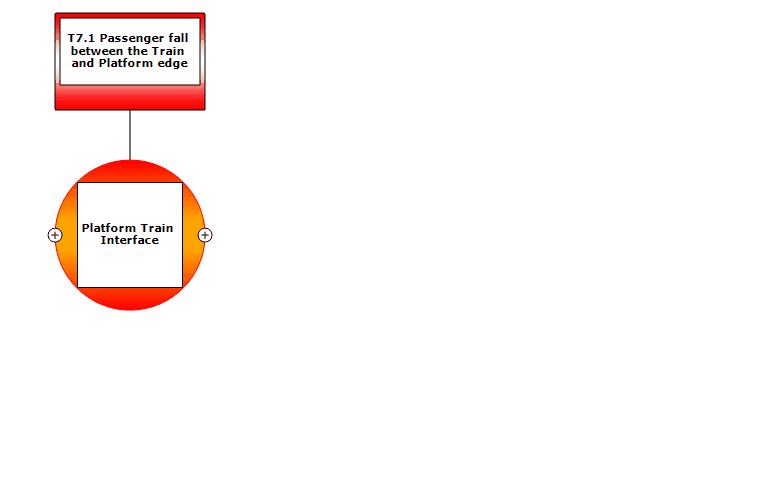 T7.1 Passenger fall
between the Train
and Platform edge
Platform Train
Interface